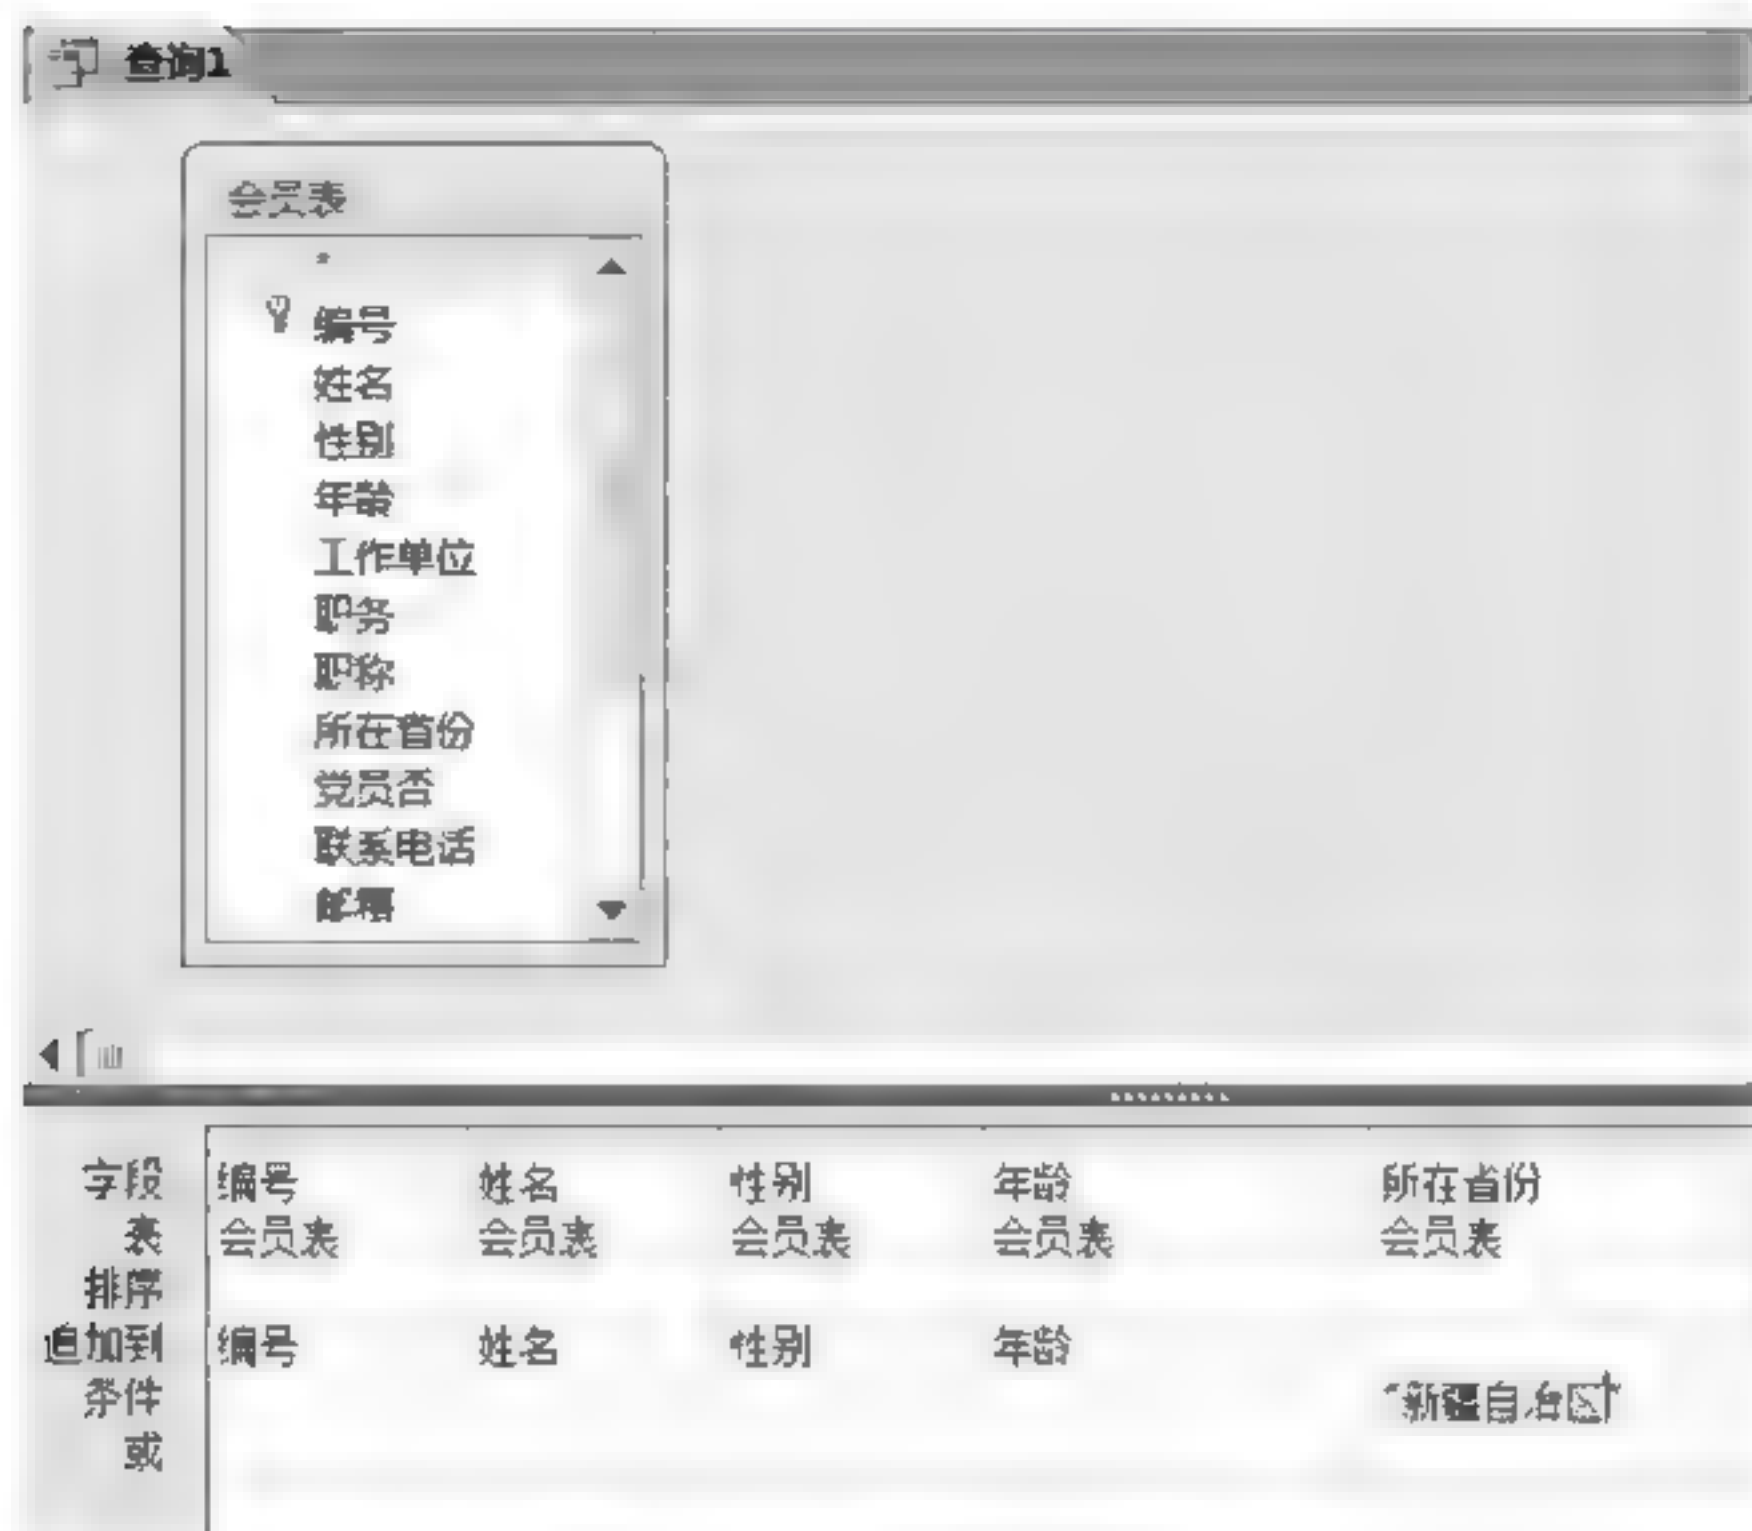 查询1
会员表
*
编号
姓名
性别
年龄
工作单位
职务
职称
所在省份
党员否
联系电话
邮箱
字段 编号 姓名 性别 年龄 所在省份
表 会员表 会员表 会员表 会员表 会员表
排序
追加到 编号 姓名 性别 年龄
条件 "新疆自治区"
或